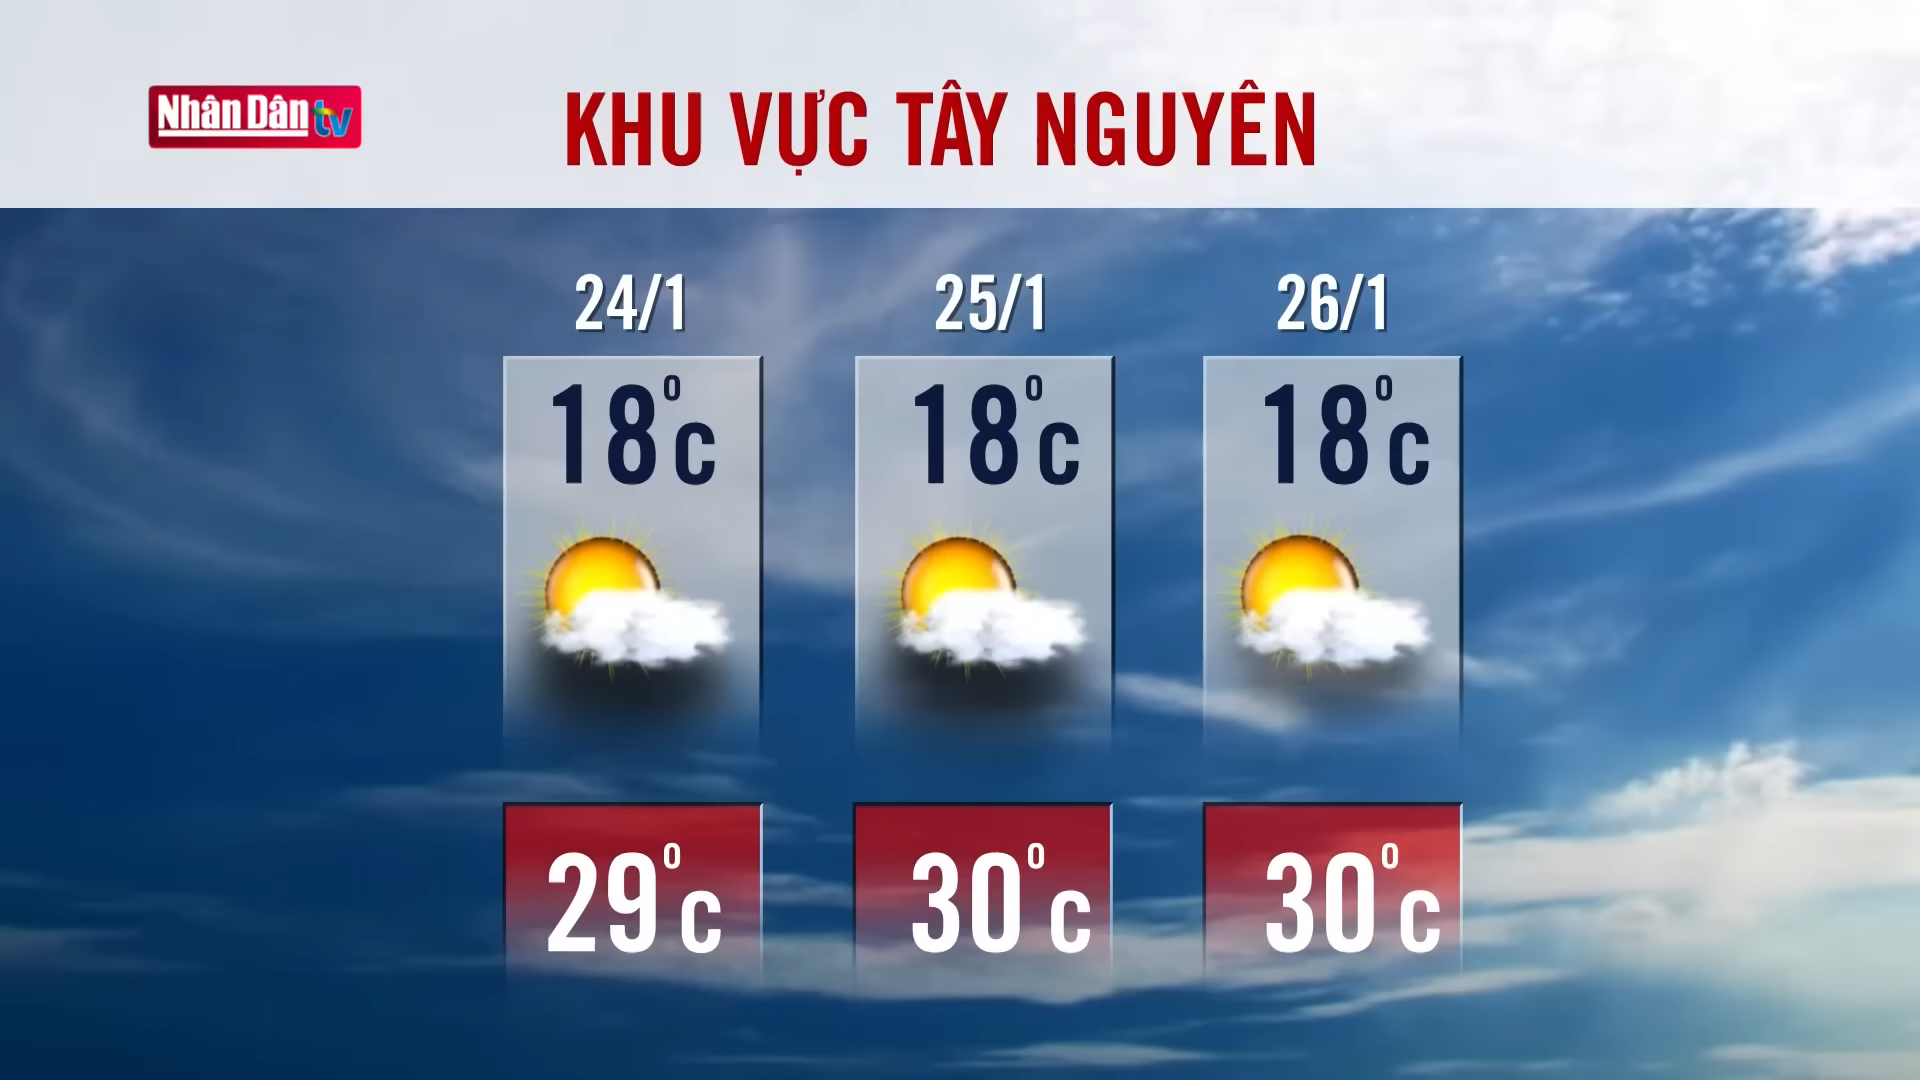 Nhân Dân tv
KHU VỰC TÂY NGUYÊN
24/1 25/1 26/1
18°C 18°C 18°C
29°C 30°C 30°C